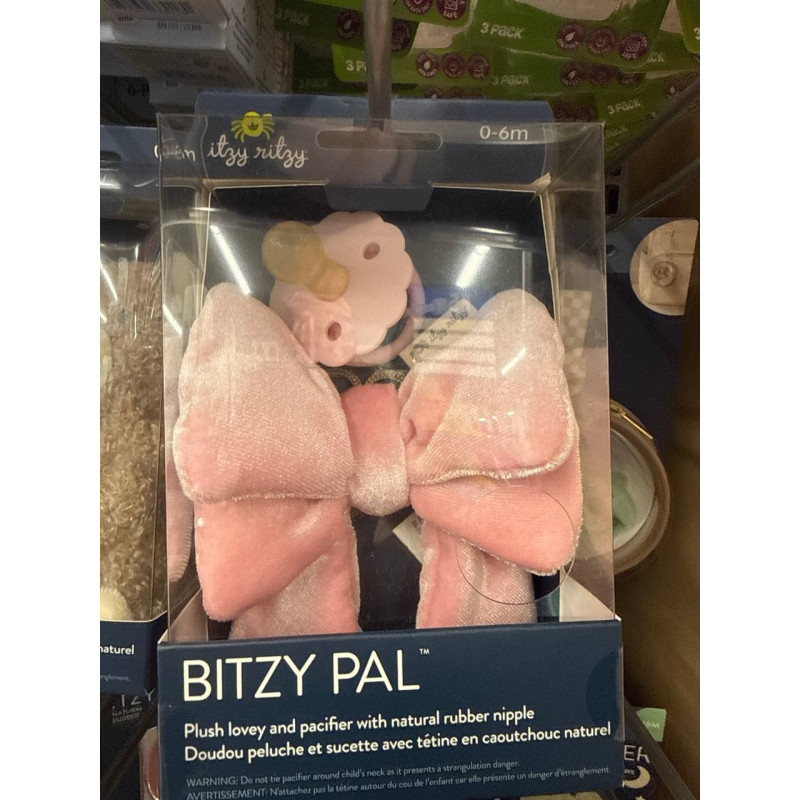 3 PACK
3 P
3 PACK
3 PACK
itzy ritzy
0-6m
itzy ritzy
BITZY PAL™
Plush lovey and pacifier with natural rubber nipple
Doudou peluche et sucette avec tétine en caoutchouc naturel
WARNING: Do not tie pacifier around child's neck as it presents a strangulation danger.
AVERTISSEMENT: N'attachez pas la tétine autour du cou de l'enfant car elle présente un danger d'étranglement.
naturel